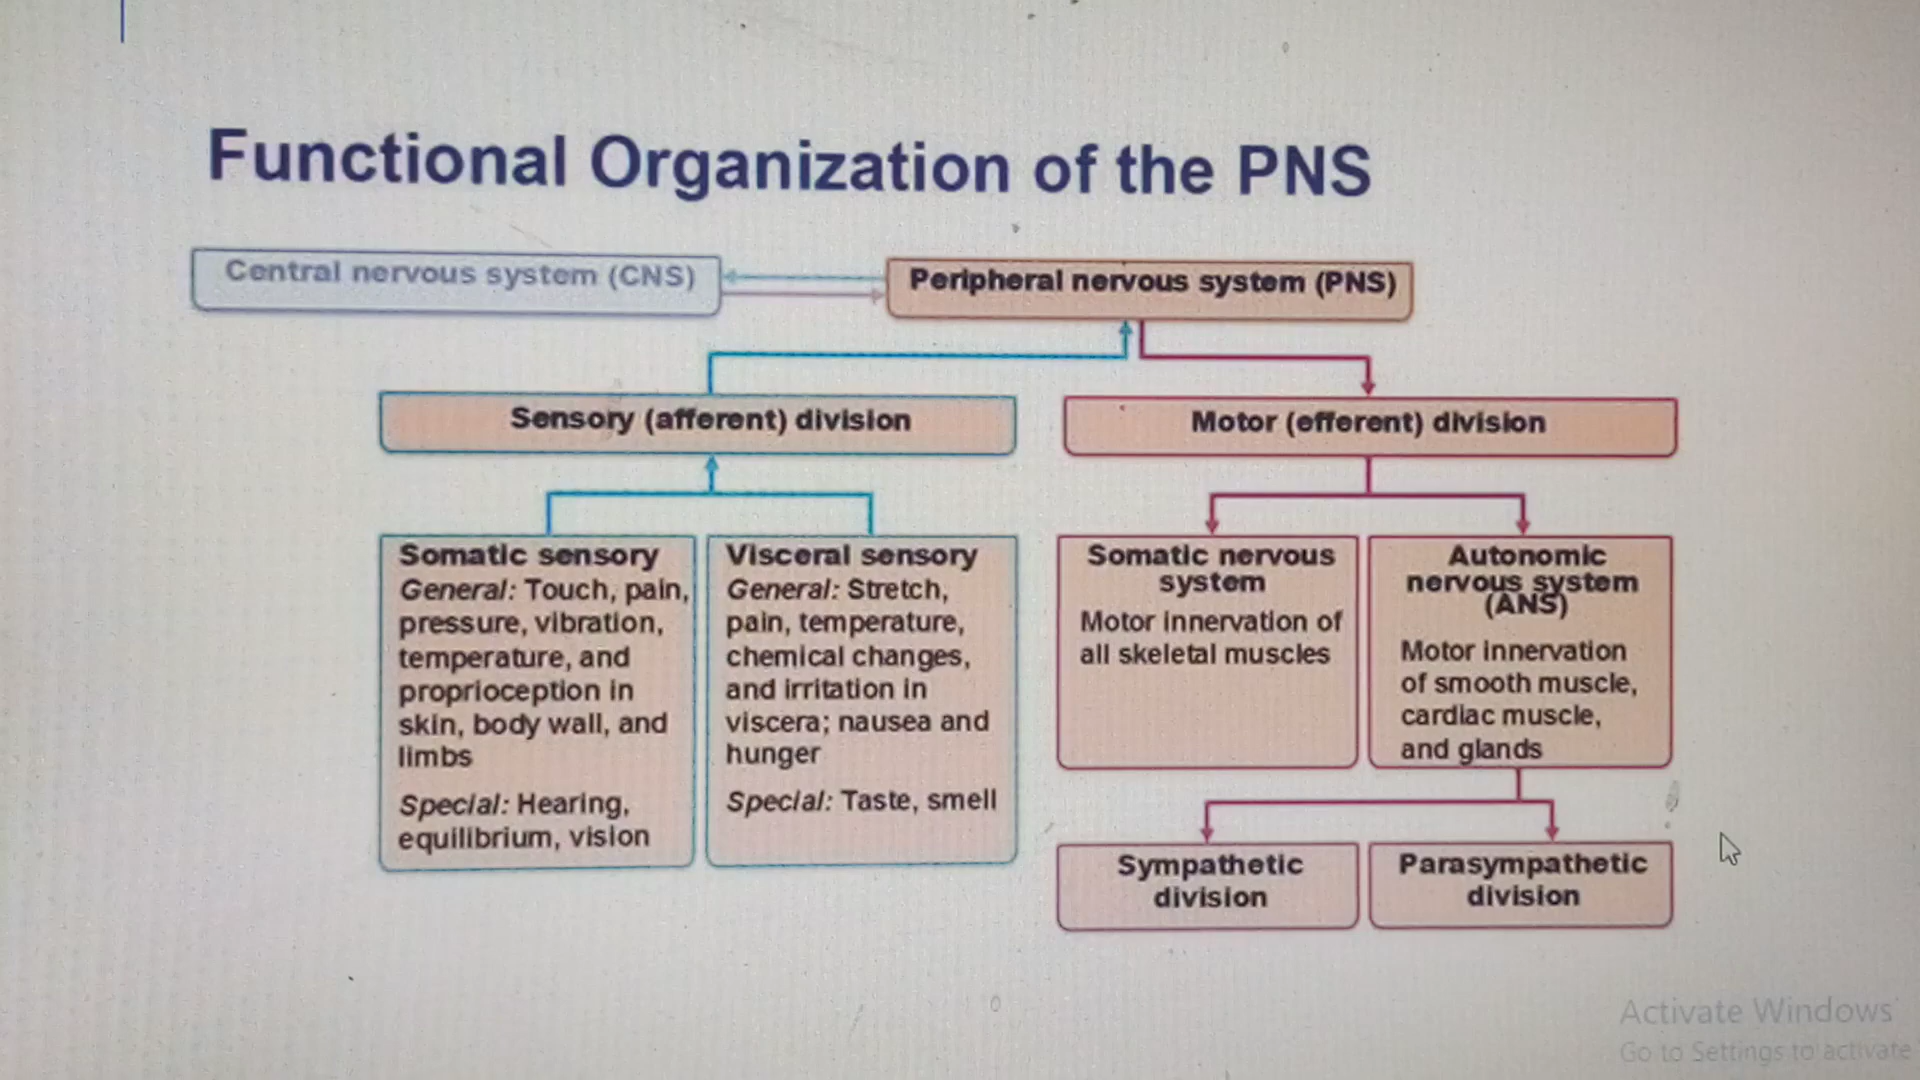 Functional Organization of the PNS
Central nervous system (CNS)
Peripheral nervous system (PNS)
Sensory (afferent) division
Motor (efferent) division
Somatic sensory
General: Touch, pain,
pressure, vibration,
temperature, and
proprioception in
skin, body wall, and
limbs
Special: Hearing,
equilibrium, vision
Visceral sensory
General: Stretch,
pain, temperature,
chemical changes,
and irritation in
viscera; nausea and
hunger
Special: Taste, smell
Somatic nervous
system
Motor innervation of
all skeletal muscles
Autonomic
nervous system
(ANS)
Motor innervation
of smooth muscle,
cardiac muscle,
and glands
Sympathetic
division
Parasympathetic
division
Activate Windows
Go to Settings to activate